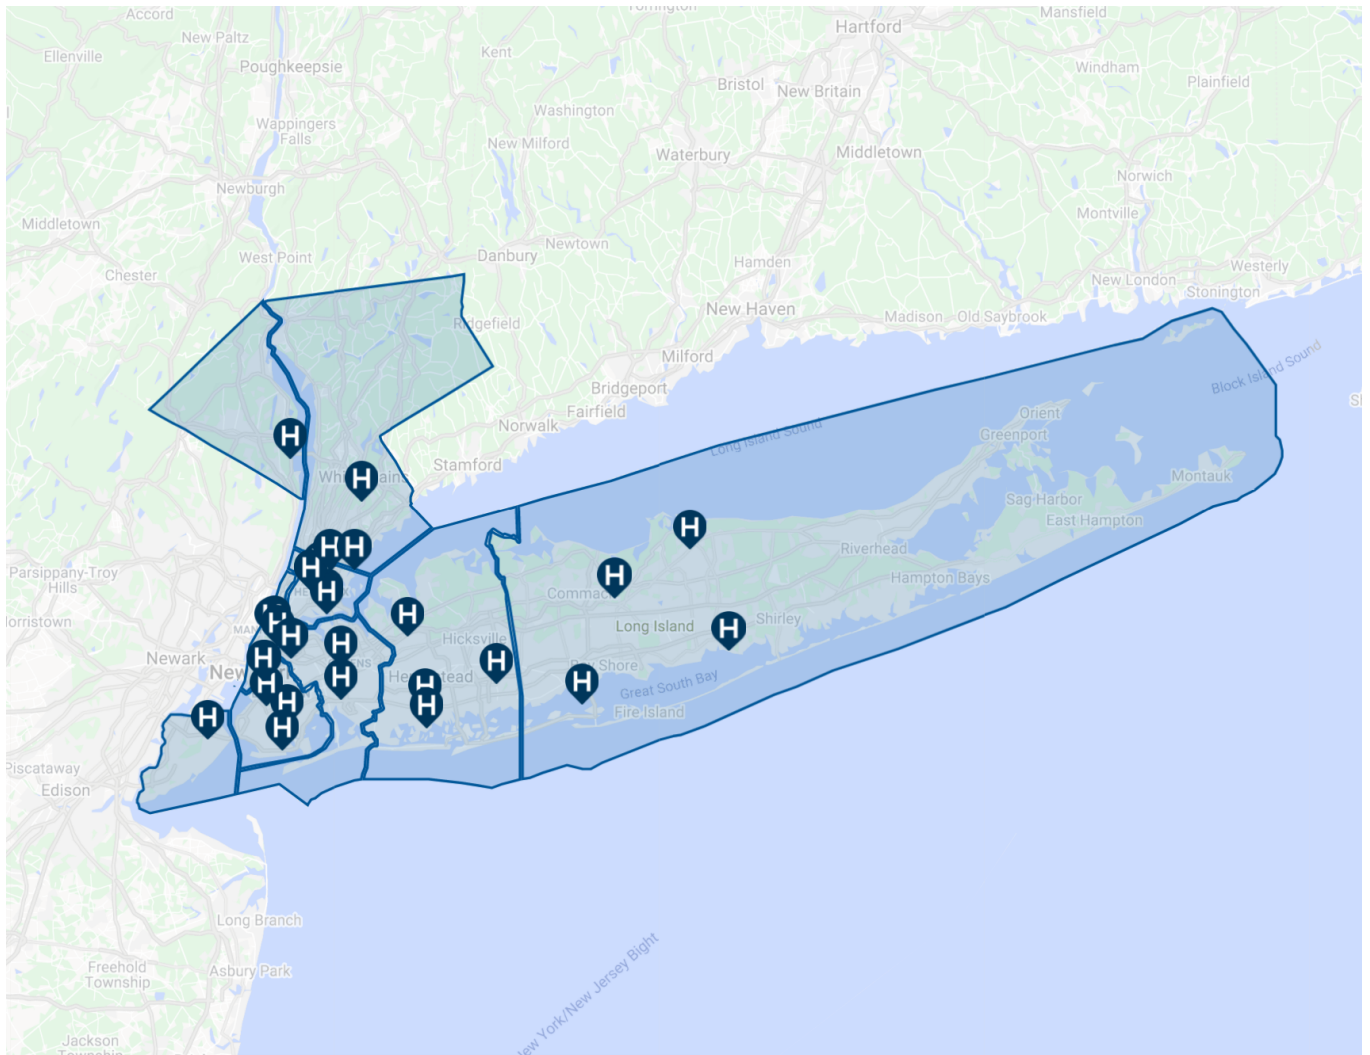 Accord
Torrington
Mansfield
Hartford
New Paltz
Ellenville
Kent
Poughkeepsie
Windham
Plainfield
Bristol
New Britain
Washington
Wappingers
Falls
New Milford
Waterbury
Middletown
Norwich
Newburgh
Middletown
Montville
West Point
Newtown
Danbury
Hamden
Chester
New London
Westerly
Stonington
New Haven
Madison
Old Saybrook
Ridgefield
Milford
Block Island Sound
Bridgeport
Fairfield
Norwalk
Orient
Greenport
Long Island Sound
Stamford
H
H
Montauk
Sag Harbor
East Hampton
H
H
H
H
Riverhead
Parsippany-Troy
Hills
H
H
H
Hampton Bays
Commac
H
H
H
Shirley
Long Island
H
H
H
Hicksville
H
Newark
H
H
Bay Shore
H
H
H
H
Great South Bay
H
H
Fire Island
H
H
Piscataway
Edison
Long Branch
Freehold
Township
Asbury Park
New York/New Jersey Bight
Jackson
Township